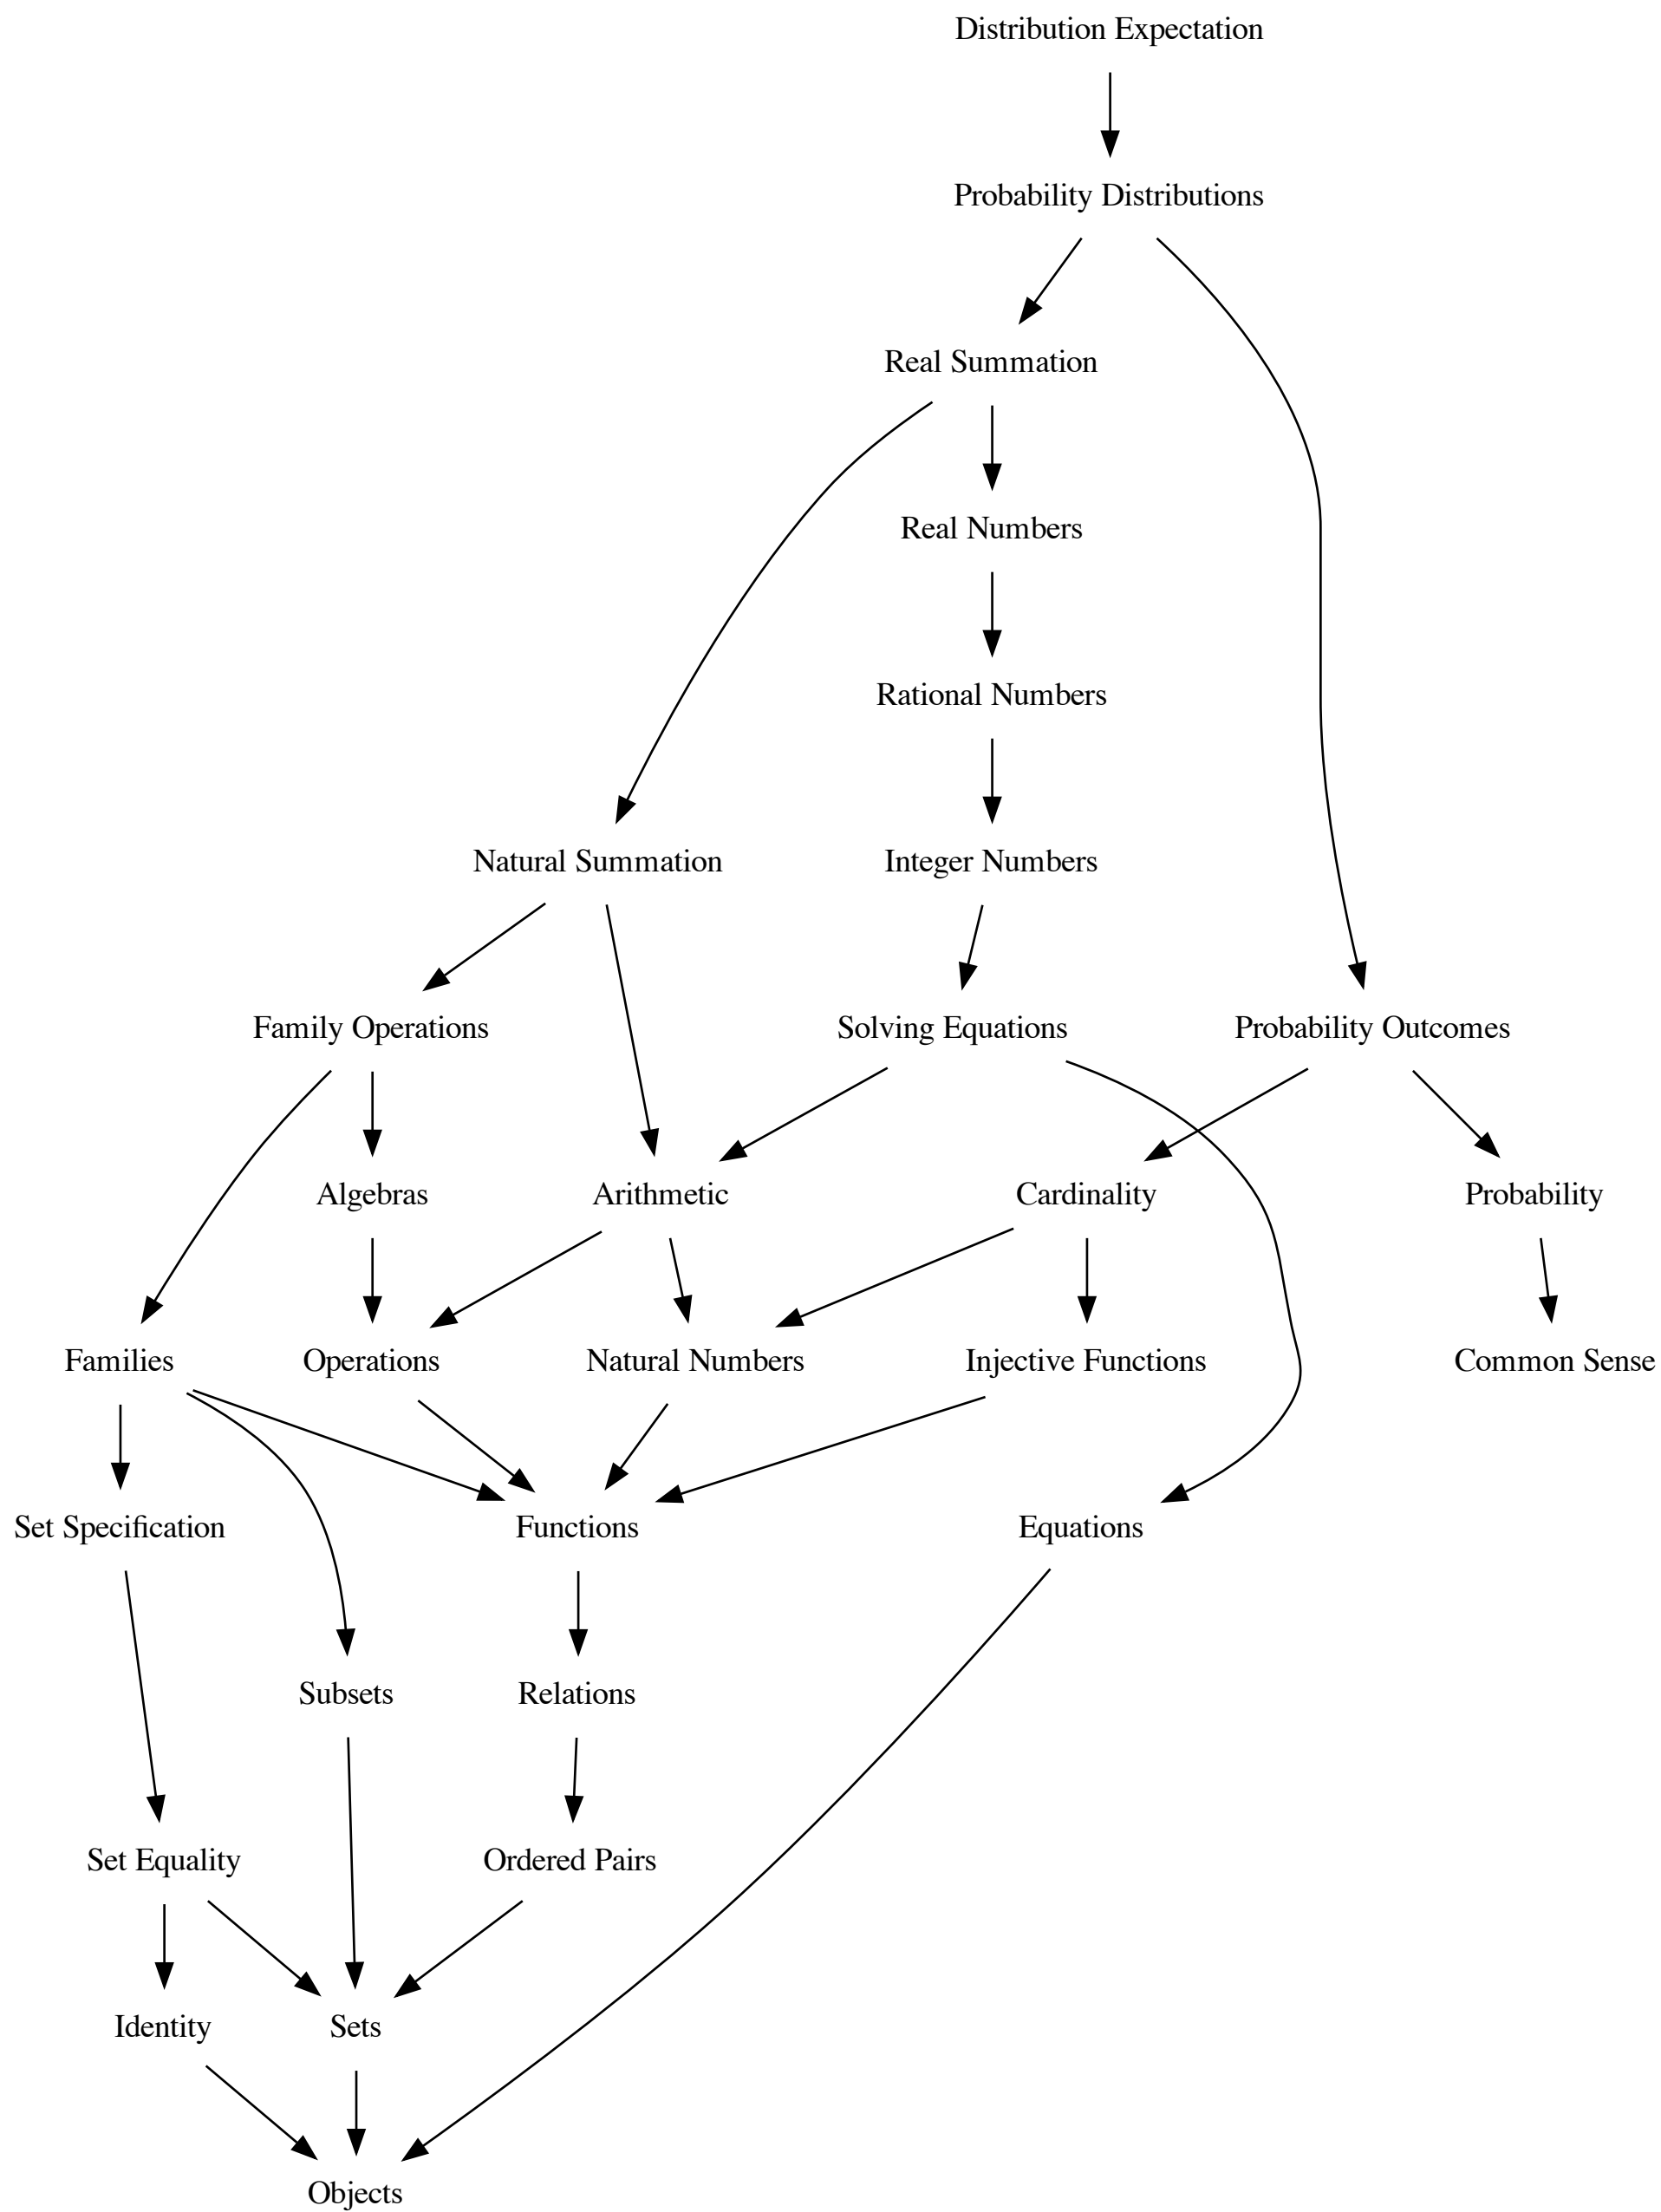 Distribution Expectation
Probability Distributions
Real Summation
Real Numbers
Rational Numbers
Natural Summation
Integer Numbers
Family Operations
Solving Equations
Probability Outcomes
Algebras
Arithmetic
Cardinality
Probability
Families
Operations
Natural Numbers
Injective Functions
Common Sense
Set Specification
Functions
Equations
Subsets
Relations
Set Equality
Ordered Pairs
Identity
Sets
Objects